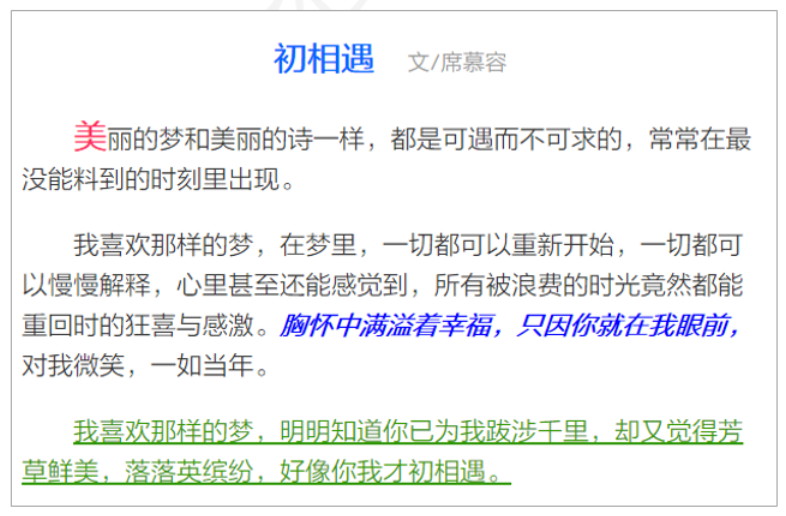 初相遇 文/席慕容
美丽的梦和美丽的诗一样，都是可遇而不可求的，常常在最
没能料到的时刻里出现。
我喜欢那样的梦，在梦里，一切都可以重新开始，一切都可
以慢慢解释，心里甚至还能感觉到，所有被浪费的时光竟然都能
重回时的狂喜与感激。胸怀中满溢着幸福，只因你就在我眼前，
对我微笑，一如当年。
我喜欢那样的梦，明明知道你已为我跋涉千里，却又觉得芳
草鲜美，落落英缤纷，好像你我才初相遇。